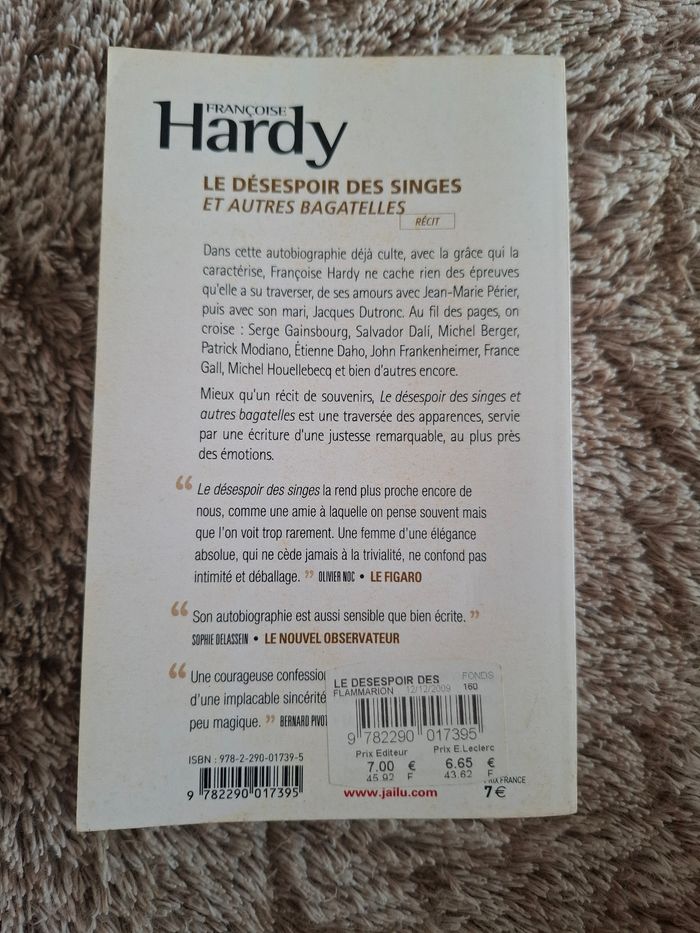 FRANÇOISE
Hardy
LE DÉSESPOIR DES SINGES
ET AUTRES BAGATELLES
RÉCIT
Dans cette autobiographie déjà culte, avec la grâce qui la
caractérise, Françoise Hardy ne cache rien des épreuves
qu'elle a su traverser, de ses amours avec Jean-Marie Périer,
puis avec son mari, Jacques Dutronc. Au fil des pages, on
croise : Serge Gainsbourg, Salvador Dalí, Michel Berger,
Patrick Modiano, Étienne Daho, John Frankenheimer, France
Gall, Michel Houellebecq et bien d'autres encore.
Mieux qu'un récit de souvenirs, Le désespoir des singes et
autres bagatelles est une traversée des apparences, servie
par une écriture d'une justesse remarquable, au plus près
des émotions.
“ Le désespoir des singes la rend plus proche encore de
nous, comme une amie à laquelle on pense souvent mais
que l'on voit trop rarement. Une femme d'une élégance
absolue, qui ne cède jamais à la trivialité, ne confond pas
intimité et déballage. ” OLIVIER NOC • LE FIGARO
“ Son autobiographie est aussi sensible que bien écrite. ”
SOPHIE DELASSEIN • LE NOUVEL OBSERVATEUR
“ Une courageuse confession
d'une implacable sincérité
peu magique. ” BERNARD PIVOT
LE DESESPOIR DES FONDS
FLAMMARION 12/12/2009 160
9 782290 017395
Prix Editeur Prix E.Leclerc
7.00 € 6.65 €
45.92 F 43.62 F
ISBN : 978-2-290-01739-5
9 782290 017395
www.jailu.com
PRIX FRANCE
7 €